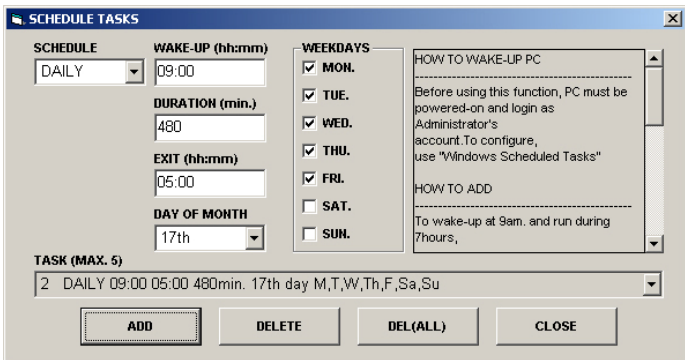 SCHEDULE TASKS
SCHEDULE
DAILY
WAKE-UP (hh:mm)
09:00
DURATION (min.)
480
EXIT (hh:mm)
05:00
DAY OF MONTH
17th
WEEKDAYS
MON.
TUE.
WED.
THU.
FRI.
SAT.
SUN.
HOW TO WAKE-UP PC
------------------------------------------------------
Before using this function, PC must be
powered-on and login as
Administrator's
account.To configure,
use "Windows Scheduled Tasks"
HOW TO ADD
------------------------------------------------------
To wake-up at 9am. and run during
7hours,
TASK (MAX. 5)
2 DAILY 09:00 05:00 480min. 17th day M,T,W,Th,F,Sa,Su
ADD
DELETE
DEL(ALL)
CLOSE